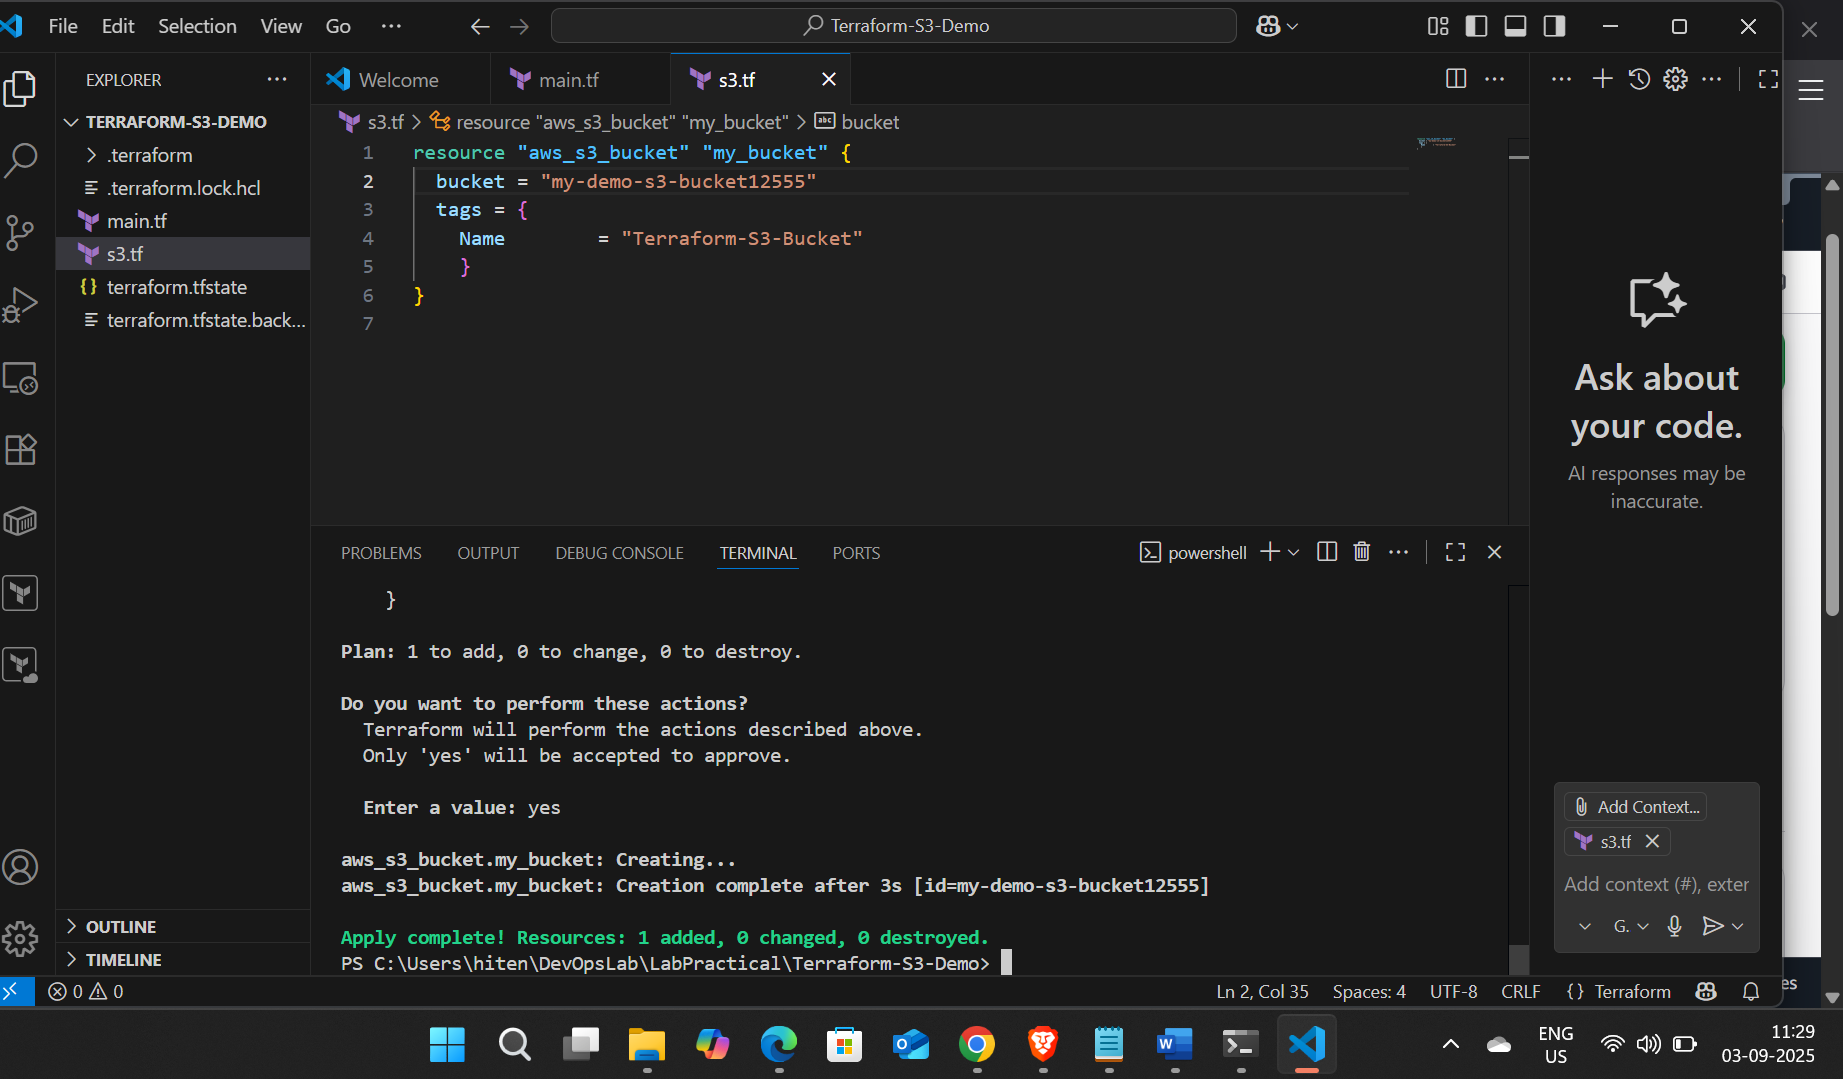 File Edit Selection View Go ···
Terraform-S3-Demo
EXPLORER
TERRAFORM-S3-DEMO
.terraform
.terraform.lock.hcl
main.tf
s3.tf
{} terraform.tfstate
terraform.tfstate.back...
OUTLINE
TIMELINE
Welcome main.tf s3.tf
s3.tf > resource "aws_s3_bucket" "my_bucket" > abc bucket
1 resource "aws_s3_bucket" "my_bucket" {
2 bucket = "my-demo-s3-bucket12555"
3 tags = {
4 Name = "Terraform-S3-Bucket"
5 }
6 }
7
PROBLEMS OUTPUT DEBUG CONSOLE TERMINAL PORTS
powershell
}
Plan: 1 to add, 0 to change, 0 to destroy.
Do you want to perform these actions?
Terraform will perform the actions described above.
Only 'yes' will be accepted to approve.
Enter a value: yes
aws_s3_bucket.my_bucket: Creating...
aws_s3_bucket.my_bucket: Creation complete after 3s [id=my-demo-s3-bucket12555]
Apply complete! Resources: 1 added, 0 changed, 0 destroyed.
PS C:\Users\hiten\DevOpsLab\LabPractical\Terraform-S3-Demo>
Ask about
your code.
AI responses may be
inaccurate.
Add Context...
s3.tf
Add context (#), exter
G.
0 0
Ln 2, Col 35 Spaces: 4 UTF-8 CRLF {} Terraform
es
ENG
US
11:29
03-09-2025